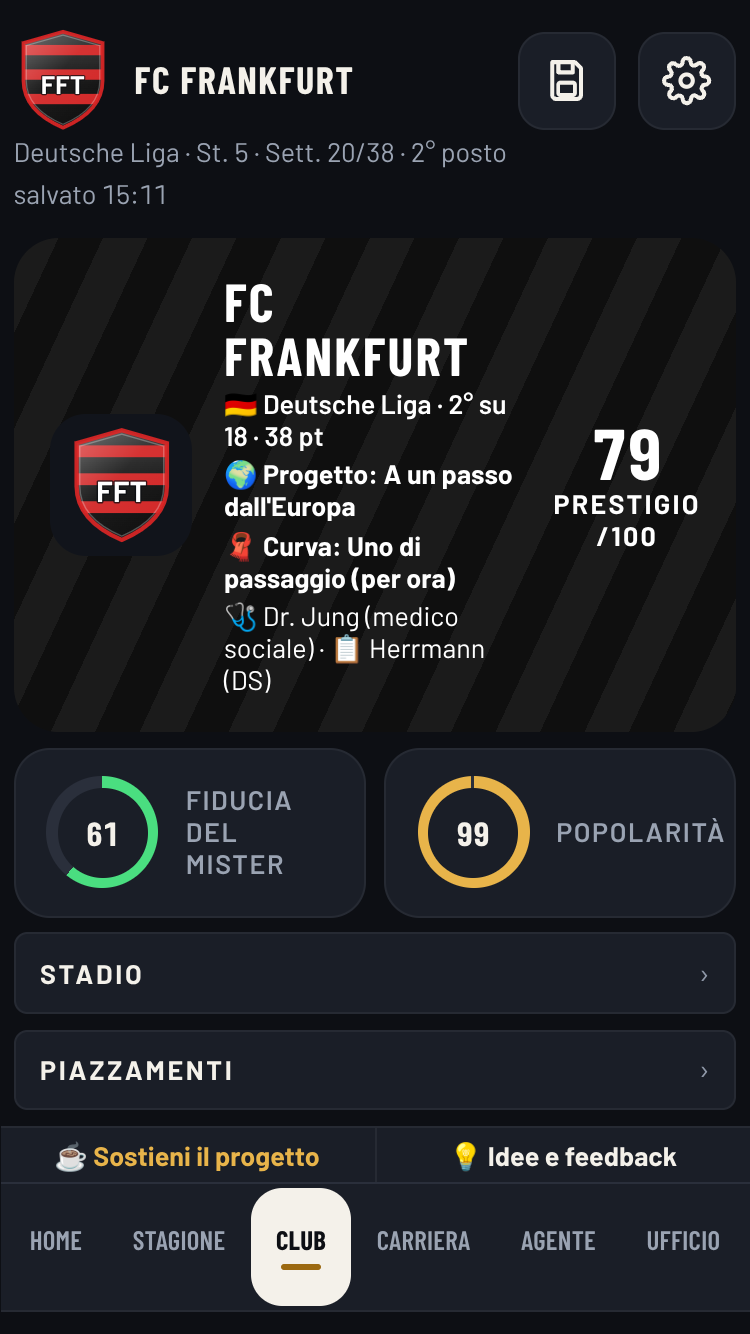 FFT
FC FRANKFURT
Deutsche Liga · St. 5 · Sett. 20/38 · 2° posto
salvato 15:11
FC
FRANKFURT
🇩🇪 Deutsche Liga · 2° su
18 · 38 pt
🌍 Progetto: A un passo
dall'Europa
🧣 Curva: Uno di
passaggio (per ora)
🩺 Dr. Jung (medico
sociale) · 📋 Herrmann
(DS)
FFT
79
PRESTIGIO
/100
61
FIDUCIA
DEL
MISTER
99
POPOLARITÀ
STADIO ›
PIAZZAMENTI ›
☕ Sostieni il progetto
💡 Idee e feedback
HOME
STAGIONE
CLUB
CARRIERA
AGENTE
UFFICIO